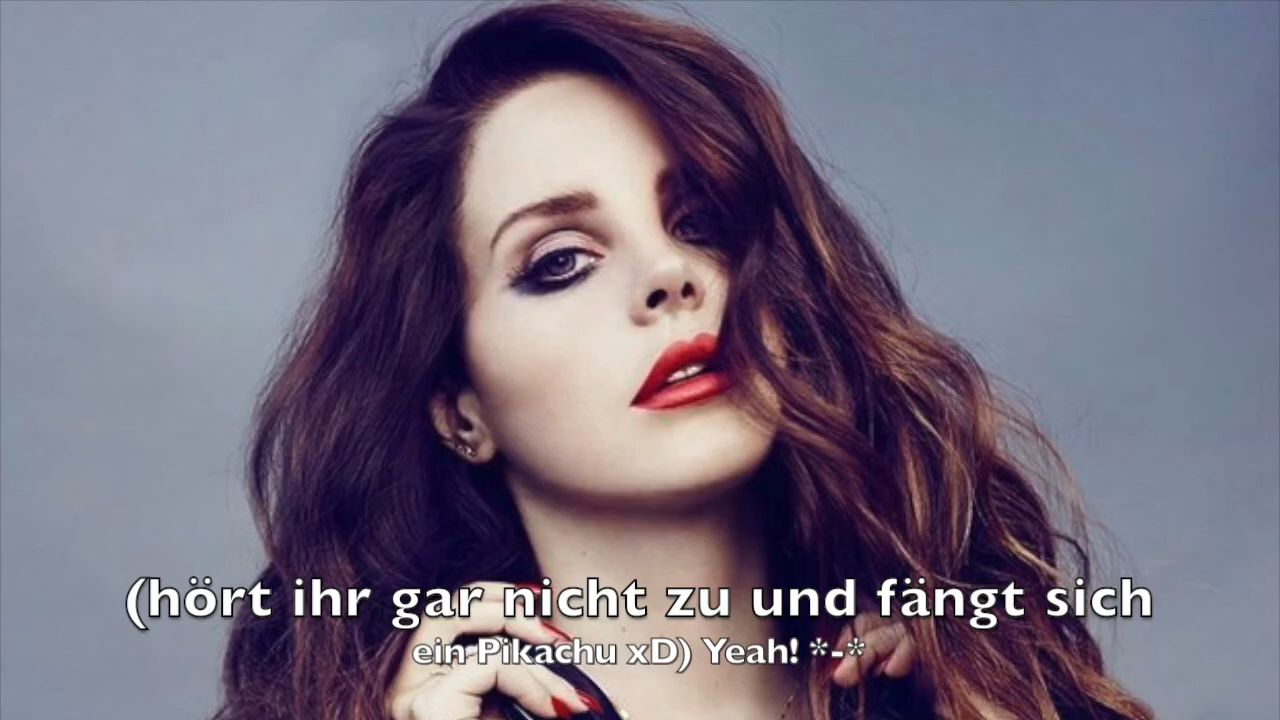 (hört ihr gar nicht zu und fängt sich
ein Pikachu xD) Yeah! *-*